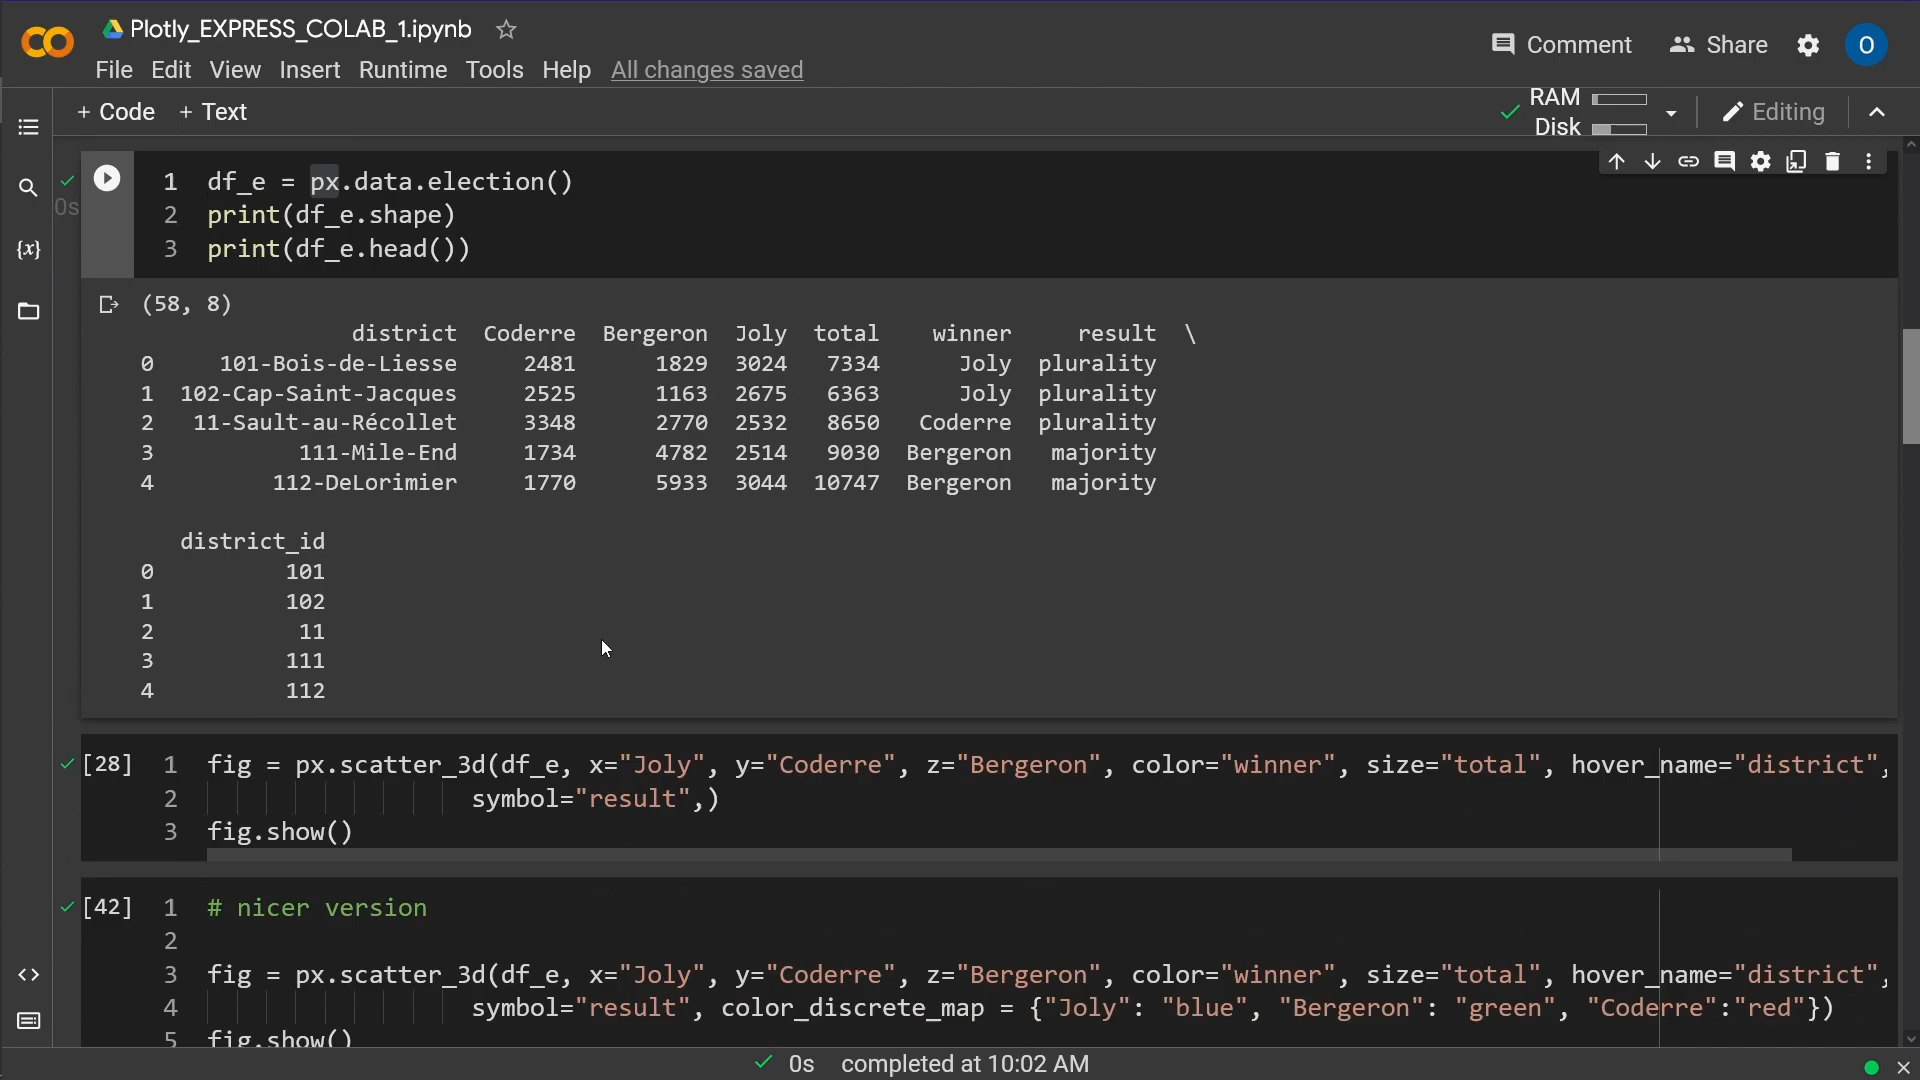 Plotly_EXPRESS_COLAB_1.ipynb
Comment Share O
File Edit View Insert Runtime Tools Help All changes saved
+ Code + Text
RAM
Disk
Editing
0s
1 df_e = px.data.election()
2 print(df_e.shape)
3 print(df_e.head())
(58, 8)
district Coderre Bergeron Joly total winner result \
0 101-Bois-de-Liesse 2481 1829 3024 7334 Joly plurality
1 102-Cap-Saint-Jacques 2525 1163 2675 6363 Joly plurality
2 11-Sault-au-Récollet 3348 2770 2532 8650 Coderre plurality
3 111-Mile-End 1734 4782 2514 9030 Bergeron majority
4 112-DeLorimier 1770 5933 3044 10747 Bergeron majority
district_id
0 101
1 102
2 11
3 111
4 112
[28] 1 fig = px.scatter_3d(df_e, x="Joly", y="Coderre", z="Bergeron", color="winner", size="total", hover_name="district",
2 symbol="result",)
3 fig.show()
[42] 1 # nicer version
2
3 fig = px.scatter_3d(df_e, x="Joly", y="Coderre", z="Bergeron", color="winner", size="total", hover_name="district",
4 symbol="result", color_discrete_map = {"Joly": "blue", "Bergeron": "green", "Coderre":"red"})
5 fig.show()
0s completed at 10:02 AM